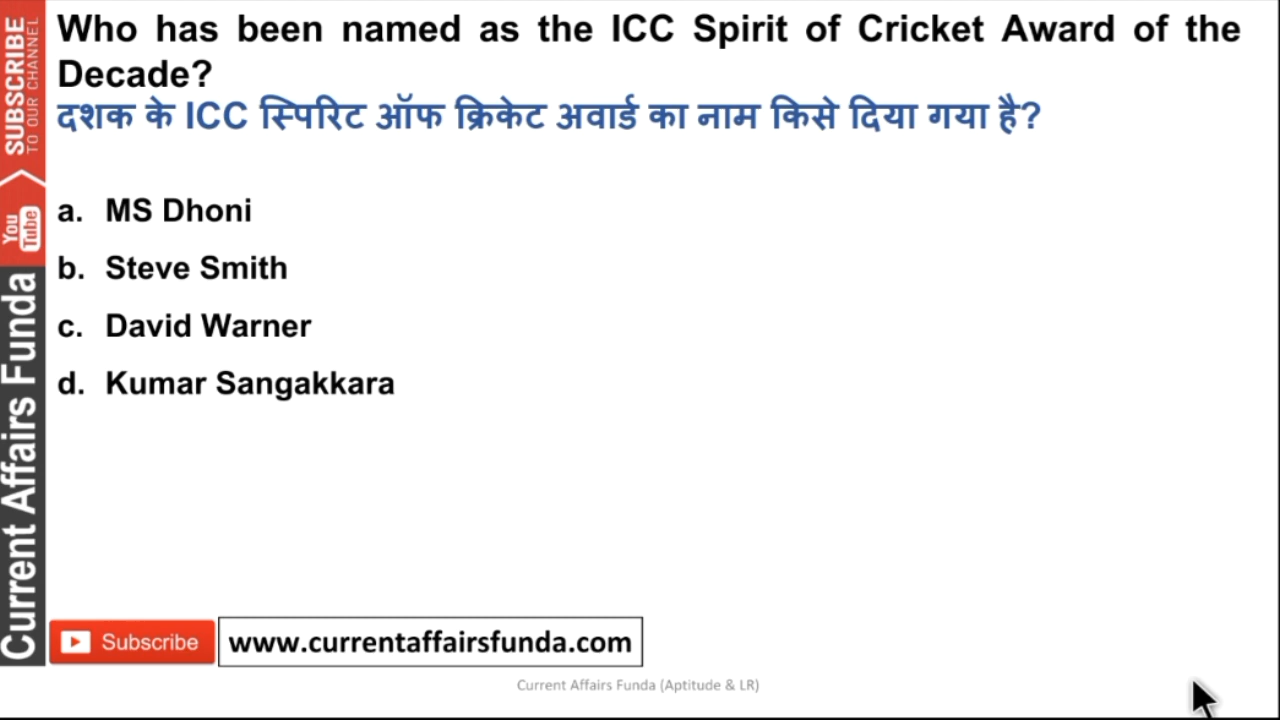 Who has been named as the ICC Spirit of Cricket Award of the
Decade?
दशक के ICC स्पिरिट ऑफ क्रिकेट अवार्ड का नाम किसे दिया गया है?
a. MS Dhoni
b. Steve Smith
c. David Warner
d. Kumar Sangakkara
SUBSCRIBE
TO OUR CHANNEL
You
Tube
Current Affairs Funda
Subscribe
www.currentaffairsfunda.com
Current Affairs Funda (Aptitude & LR)